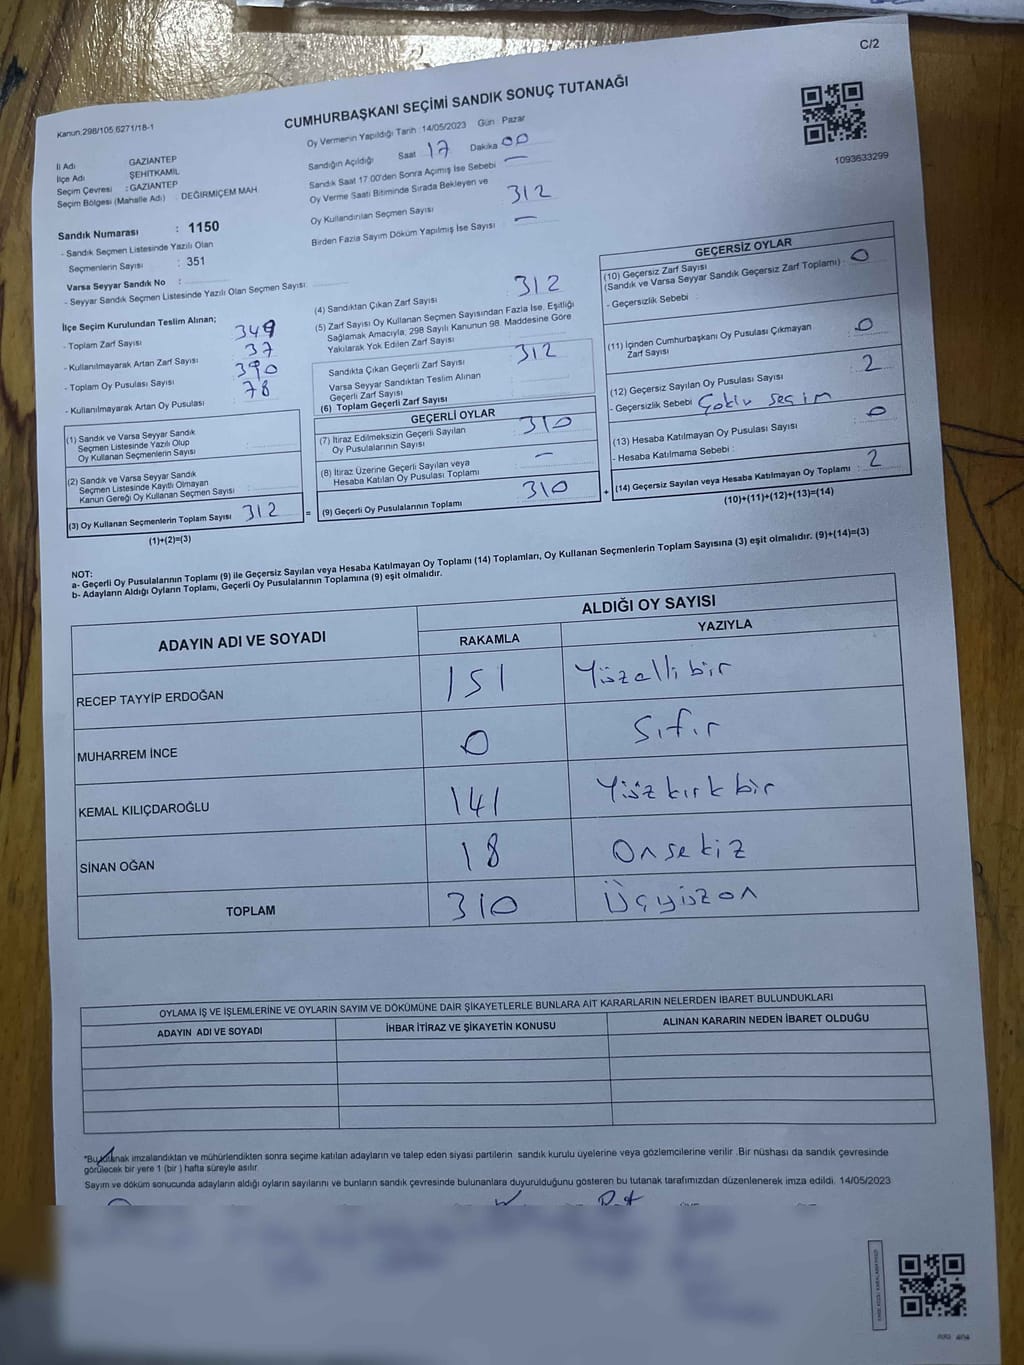 C/2
Kanun,298/105,6271/18-1
CUMHURBAŞKANI SEÇİMİ SANDIK SONUÇ TUTANAĞI
Oy Vermenin Yapıldığı Tarih : 14/05/2023 Gün : Pazar
Sandığın Açıldığı Saat 17 Dakika 00
Sandık Saat 17.00'den Sonra Açımış İse Sebebi —
Oy Verme Saati Bitiminde Sırada Bekleyen ve
Oy Kullandırılan Seçmen Sayısı 312
Birden Fazla Sayım Döküm Yapılmış İse Sayısı —
1093633299
İl Adı GAZIANTEP
İlçe Adı ŞEHİTKAMİL
Seçim Çevresi : GAZIANTEP
Seçim Bölgesi (Mahalle Adı) : DEĞIRMIÇEM MAH
Sandık Numarası : 1150
- Sandık Seçmen Listesinde Yazılı Olan
Seçmenlerin Sayısı : 351
Varsa Seyyar Sandık No :
- Seyyar Sandık Seçmen Listesinde Yazılı Olan Seçmen Sayısı:
İlçe Seçim Kurulundan Teslim Alınan;
- Toplam Zarf Sayısı 349
- Kullanılmayarak Artan Zarf Sayısı 37
- Toplam Oy Pusulası Sayısı 390
- Kullanılmayarak Artan Oy Pusulası 78
(1) Sandık ve Varsa Seyyar Sandık
Seçmen Listesinde Yazılı Olup
Oy Kullanan Seçmenlerin Sayısı
(2) Sandık ve Varsa Seyyar Sandık
Seçmen Listesinde Kayıtlı Olmayan
Kanun Gereği Oy Kullanan Seçmen Sayısı
(3) Oy Kullanan Seçmenlerin Toplam Sayısı 312
(1)+(2)=(3)
=
(4) Sandıktan Çıkan Zarf Sayısı 312
(5) Zarf Sayısı Oy Kullanan Seçmen Sayısından Fazla İse, Eşitliği
Sağlamak Amacıyla, 298 Sayılı Kanunun 98. Maddesine Göre
Yakılarak Yok Edilen Zarf Sayısı
Sandıkta Çıkan Geçerli Zarf Sayısı 312
Varsa Seyyar Sandıktan Teslim Alınan
Geçerli Zarf Sayısı
(6) Toplam Geçerli Zarf Sayısı
GEÇERLİ OYLAR
(7) İtiraz Edilmeksizin Geçerli Sayılan
Oy Pusulasının Sayısı 310
(8) İtiraz Üzerine Geçerli Sayılan veya
Hesaba Katılan Oy Pusulası Toplamı —
(9) Geçerli Oy Pusulalarının Toplamı 310
+
GEÇERSİZ OYLAR
(10) Geçersiz Zarf Sayısı
(Sandık ve Varsa Seyyar Sandık Geçersiz Zarf Toplamı) : 0
- Geçersizlik Sebebi :
(11) İçinden Cumhurbaşkanı Oy Pusulası Çıkmayan
Zarf Sayısı 0
(12) Geçersiz Sayılan Oy Pusulası Sayısı 2
- Geçersizlik Sebebi Çoklu seçim
(13) Hesaba Katılmayan Oy Pusulası Sayısı 0
- Hesaba Katılmama Sebebi :
(14) Geçersiz Sayılan veya Hesaba Katılmayan Oy Toplamı 2
(10)+(11)+(12)+(13)=(14)
NOT:
a- Geçerli Oy Pusulalarının Toplamı (9) ile Geçersiz Sayılan veya Hesaba Katılmayan Oy Toplamı (14) Toplamları, Oy Kullanan Seçmenlerin Toplam Sayısına (3) eşit olmalıdır. (9)+(14)=(3)
b- Adayların Aldığı Oyların Toplamı, Geçerli Oy Pusulalarının Toplamına (9) eşit olmalıdır.
ADAYIN ADI VE SOYADI
ALDIĞI OY SAYISI
RAKAMLA YAZIYLA
RECEP TAYYİP ERDOĞAN 151 Yüzelli bir
MUHARREM İNCE 0 Sıfır
KEMAL KILIÇDAROĞLU 141 Yüz kırk bir
SİNAN OĞAN 18 Onsekiz
TOPLAM 310 Üçyüzon
OYLAMA İŞ VE İŞLEMLERİNE VE OYLARIN SAYIM VE DÖKÜMÜNE DAİR ŞİKAYETLERLE BUNLARA AİT KARARLARIN NELERDEN İBARET BULUNDUKLARI
ADAYIN ADI VE SOYADI İHBAR İTİRAZ VE ŞİKAYETİN KONUSU ALINAN KARARIN NEDEN İBARET OLDUĞU
*Bu tutanak imzalandıktan ve mühürlendikten sonra seçime katılan adayların ve talep eden siyasi partilerin sandık kurulu üyelerine veya gözlemcilerine verilir .Bir nüshası da sandık çevresinde
görülecek bir yere 1 (bir ) hafta süreyle asılır.
Sayım ve döküm sonucunda adayların aldığı oyların sayılarını ve bunların sandık çevresinde bulunanlara duyurulduğunu gösteren bu tutanak tarafımızdan düzenlenerek imza edildi. 14/05/2023